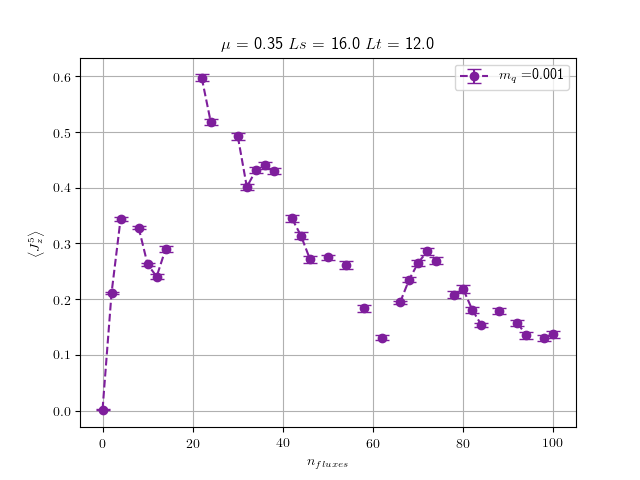 μ = 0.35 Ls = 16.0 Lt = 12.0
m_q =0.001
⟨J_z^5⟩
0.6
0.5
0.4
0.3
0.2
0.1
0.0
0 20 40 60 80 100
n_fluxes